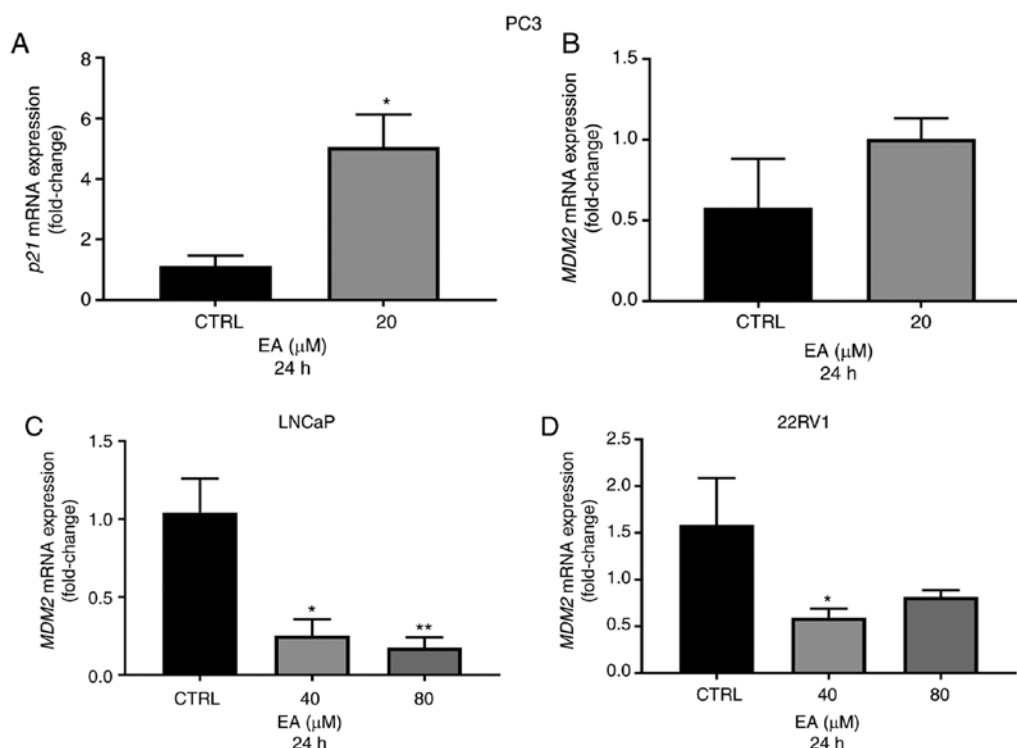 PC3
A
p21 mRNA expression
(fold-change)
8
6
4
2
0
*
CTRL
20
EA (μM)
24 h
B
MDM2 mRNA expression
(fold-change)
1.5
1.0
0.5
0.0
CTRL
20
EA (μM)
24 h
C
LNCaP
MDM2 mRNA expression
(fold-change)
1.5
1.0
0.5
0.0
*
**
CTRL
40
80
EA (μM)
24 h
D
22RV1
MDM2 mRNA expression
(fold-change)
2.5
2.0
1.5
1.0
0.5
0.0
*
CTRL
40
80
EA (μM)
24 h